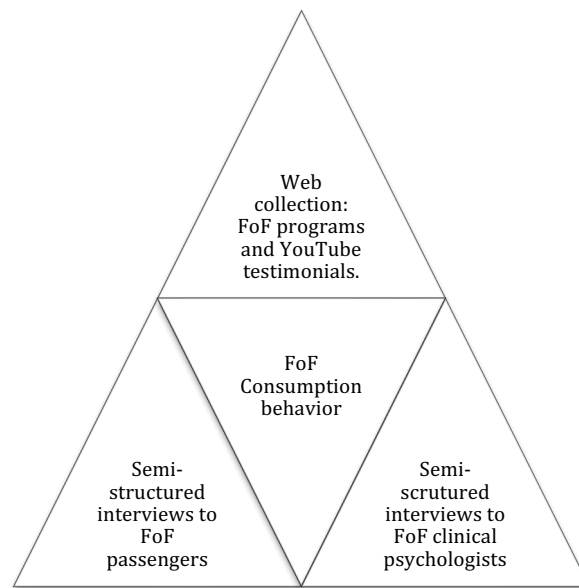 Web
collection:
FoF programs
and YouTube
testimonials.
FoF
Consumption
behavior
Semi-
structured
interviews to
FoF
passengers
Semi-
scrutured
interviews to
FoF clinical
psychologists